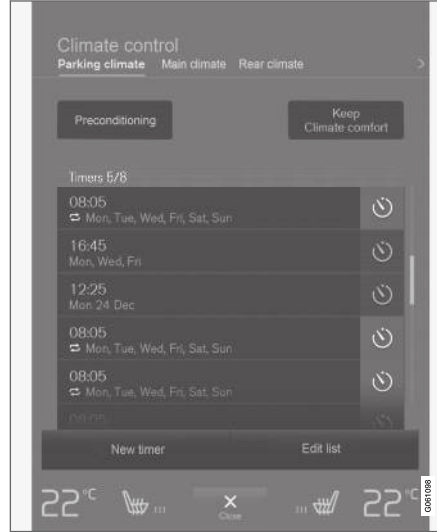 Climate control
Parking climate Main climate Rear climate
Preconditioning
Keep
Climate comfort
Timers 5/8
08:05
Mon, Tue, Wed, Fri, Sat, Sun
16:45
Mon, Wed, Fri
12:25
Mon 24 Dec
08:05
Mon, Tue, Wed, Fri, Sat, Sun
08:05
Mon, Tue, Wed, Fri, Sat, Sun
08:05
New timer Edit list
22°C 22°C
Close
G061098